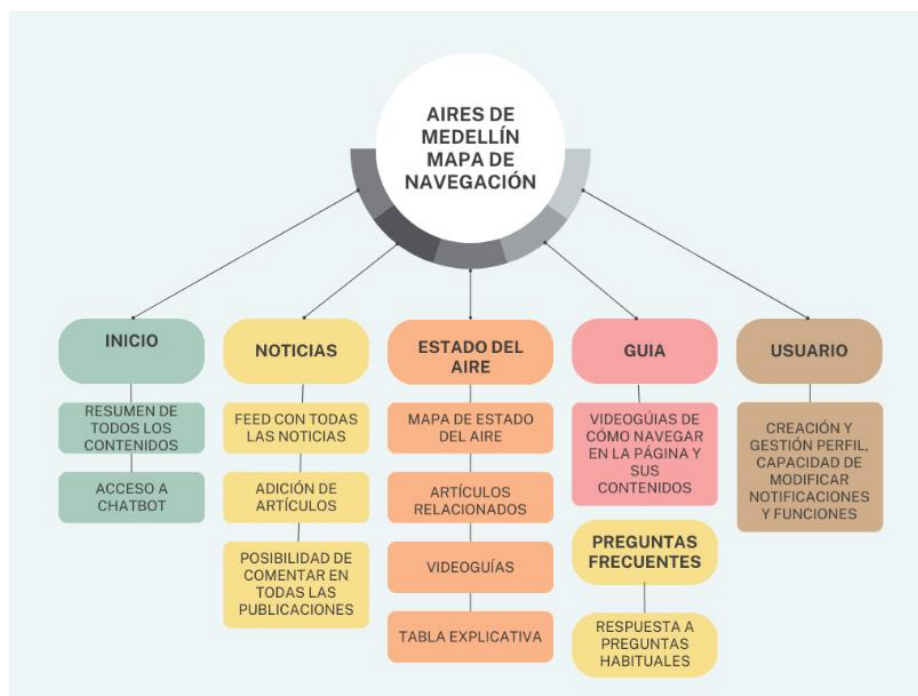 AIRES DE
MEDELLÍN
MAPA DE
NAVEGACIÓN
INICIO
RESUMEN DE
TODOS LOS
CONTENIDOS
ACCESO A
CHATBOT
NOTICIAS
FEED CON TODAS
LAS NOTICIAS
ADICIÓN DE
ARTÍCULOS
POSIBILIDAD DE
COMENTAR EN
TODAS LAS
PUBLICACIONES
ESTADO DEL
AIRE
MAPA DE ESTADO
DEL AIRE
ARTÍCULOS
RELACIONADOS
VIDEOGUÍAS
TABLA EXPLICATIVA
GUIA
VIDEOGÚIAS DE
CÓMO NAVEGAR
EN LA PÁGINA Y
SUS
CONTENIDOS
PREGUNTAS
FRECUENTES
RESPUESTA A
PREGUNTAS
HABITUALES
USUARIO
CREACIÓN Y
GESTIÓN PERFIL,
CAPACIDAD DE
MODIFICAR
NOTIFICACIONES
Y FUNCIONES